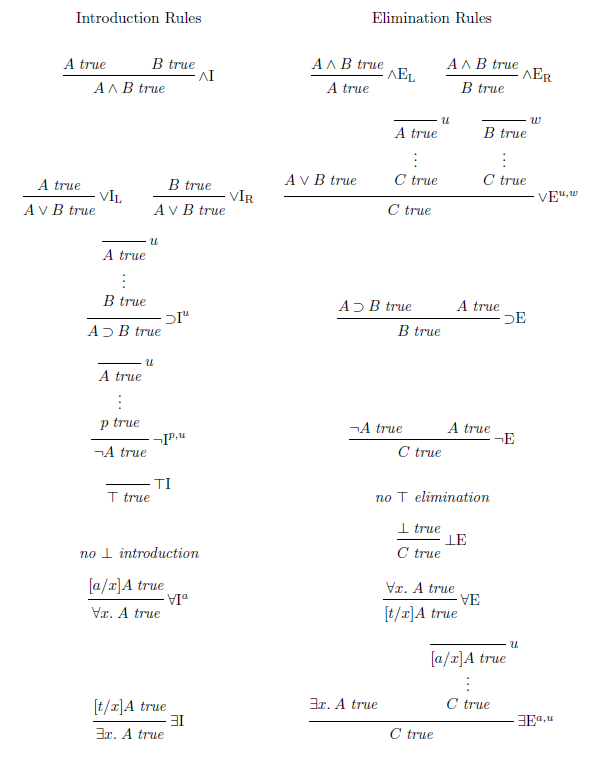 Introduction Rules Elimination Rules
A true B true A ∧ B true A ∧ B true
∧I ∧E_L ∧E_R
A ∧ B true A true B true
u w
A true B true
⋮ ⋮
A true B true A ∨ B true C true C true
∨I_L ∨I_R ∨E^{u,w}
A ∨ B true A ∨ B true C true
u
A true
⋮
B true A ⊃ B true A true
⊃I^u ⊃E
A ⊃ B true B true
u
A true
⋮
p true ¬A true A true
¬I^{p,u} ¬E
¬A true C true
⊤I
⊤ true no ⊤ elimination
⊥ true
⊥E
no ⊥ introduction C true
[a/x]A true ∀x. A true
∀I^a ∀E
∀x. A true [t/x]A true
u
[a/x]A true
⋮
[t/x]A true ∃x. A true C true
∃I ∃E^{a,u}
∃x. A true C true